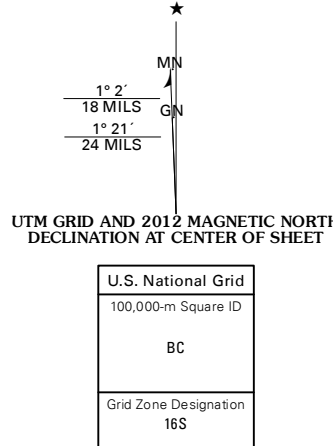 ★
MN
1° 2´
18 MILS
GN
1° 21´
24 MILS
UTM GRID AND 2012 MAGNETIC NORTH
DECLINATION AT CENTER OF SHEET
U.S. National Grid
100,000-m Square ID
BC
Grid Zone Designation
16S